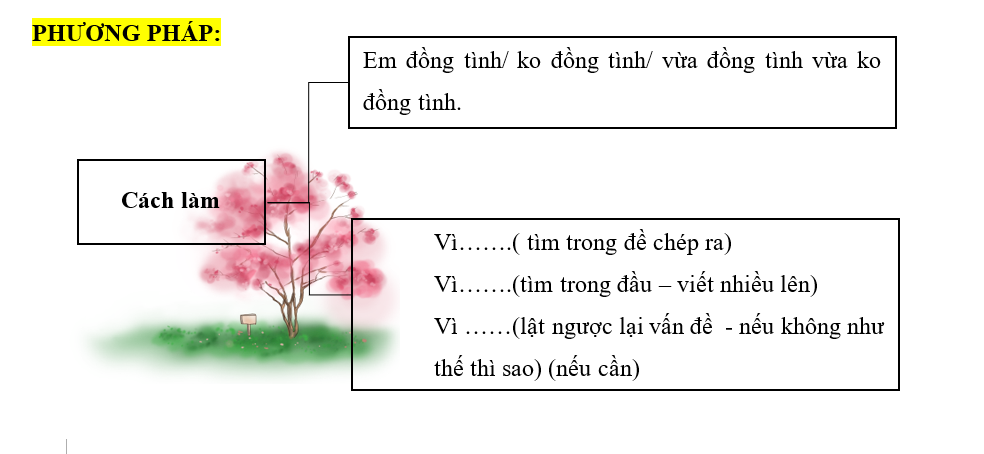 PHƯƠNG PHÁP:
Em đồng tình/ ko đồng tình/ vừa đồng tình vừa ko
đồng tình.
Cách làm
Vì…….( tìm trong đề chép ra)
Vì…….(tìm trong đầu – viết nhiều lên)
Vì ……(lật ngược lại vấn đề  - nếu không như
thế thì sao) (nếu cần)